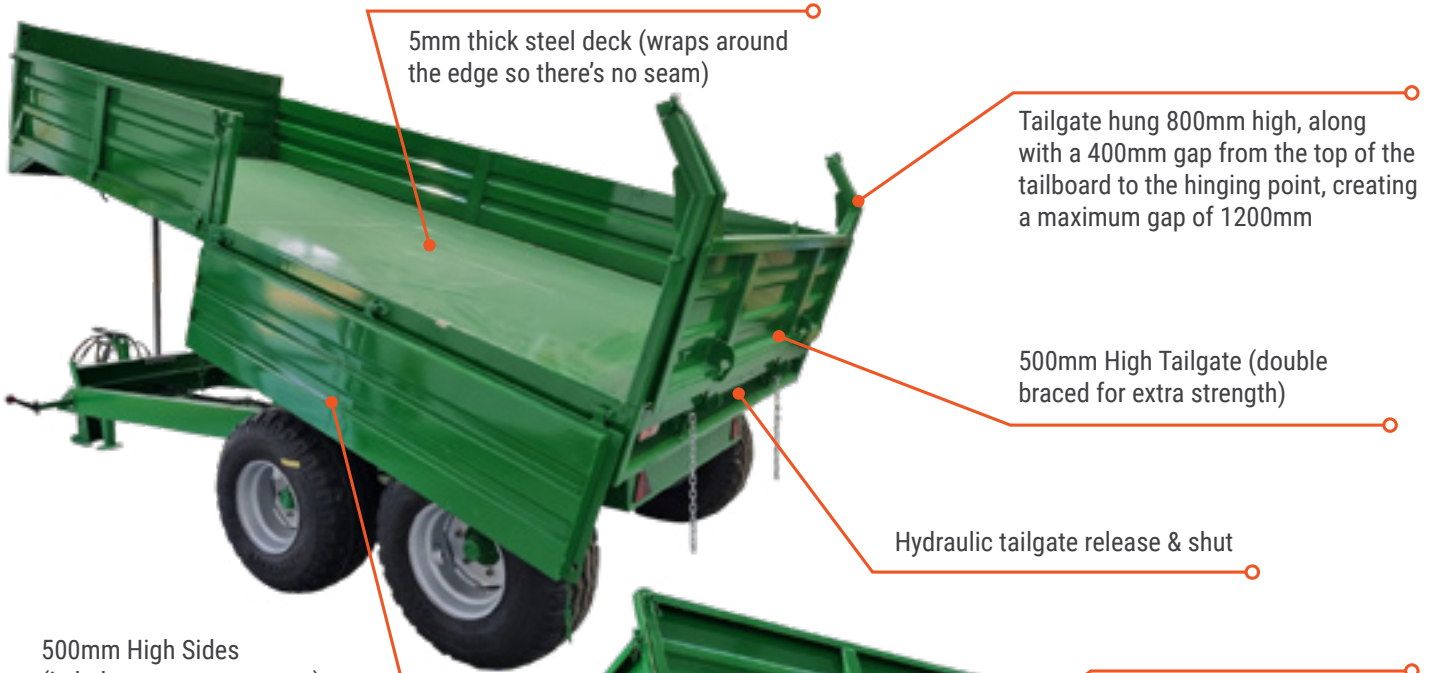 5mm thick steel deck (wraps around
the edge so there's no seam)
Tailgate hung 800mm high, along
with a 400mm gap from the top of the
tailboard to the hinging point, creating
a maximum gap of 1200mm
500mm High Tailgate (double
braced for extra strength)
Hydraulic tailgate release & shut
500mm High Sides